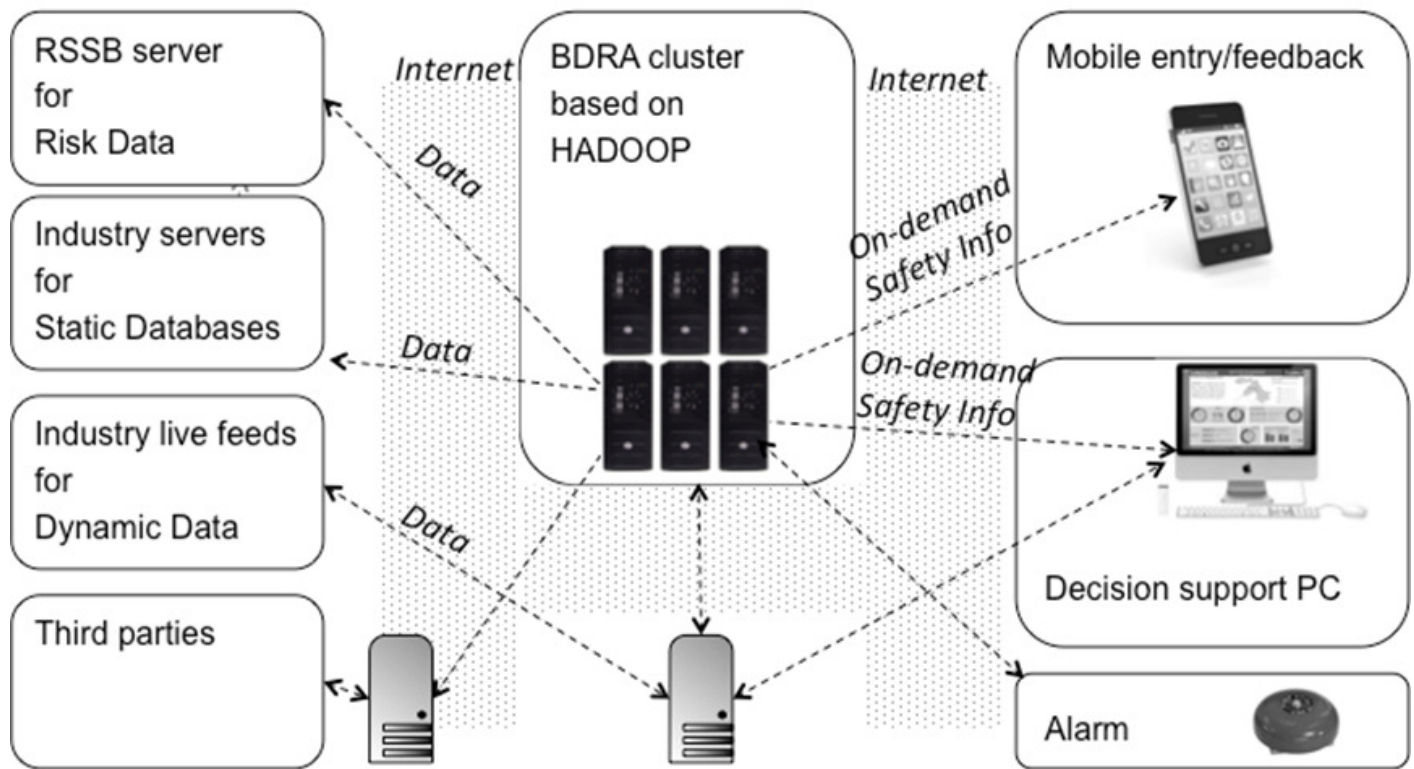 RSSB server
for
Risk Data
Industry servers
for
Static Databases
Industry live feeds
for
Dynamic Data
Third parties
Internet
Data
Data
Data
BDRA cluster
based on
HADOOP
Internet
On-demand
Safety Info
On-demand
Safety Info
Mobile entry/feedback
Decision support PC
Alarm